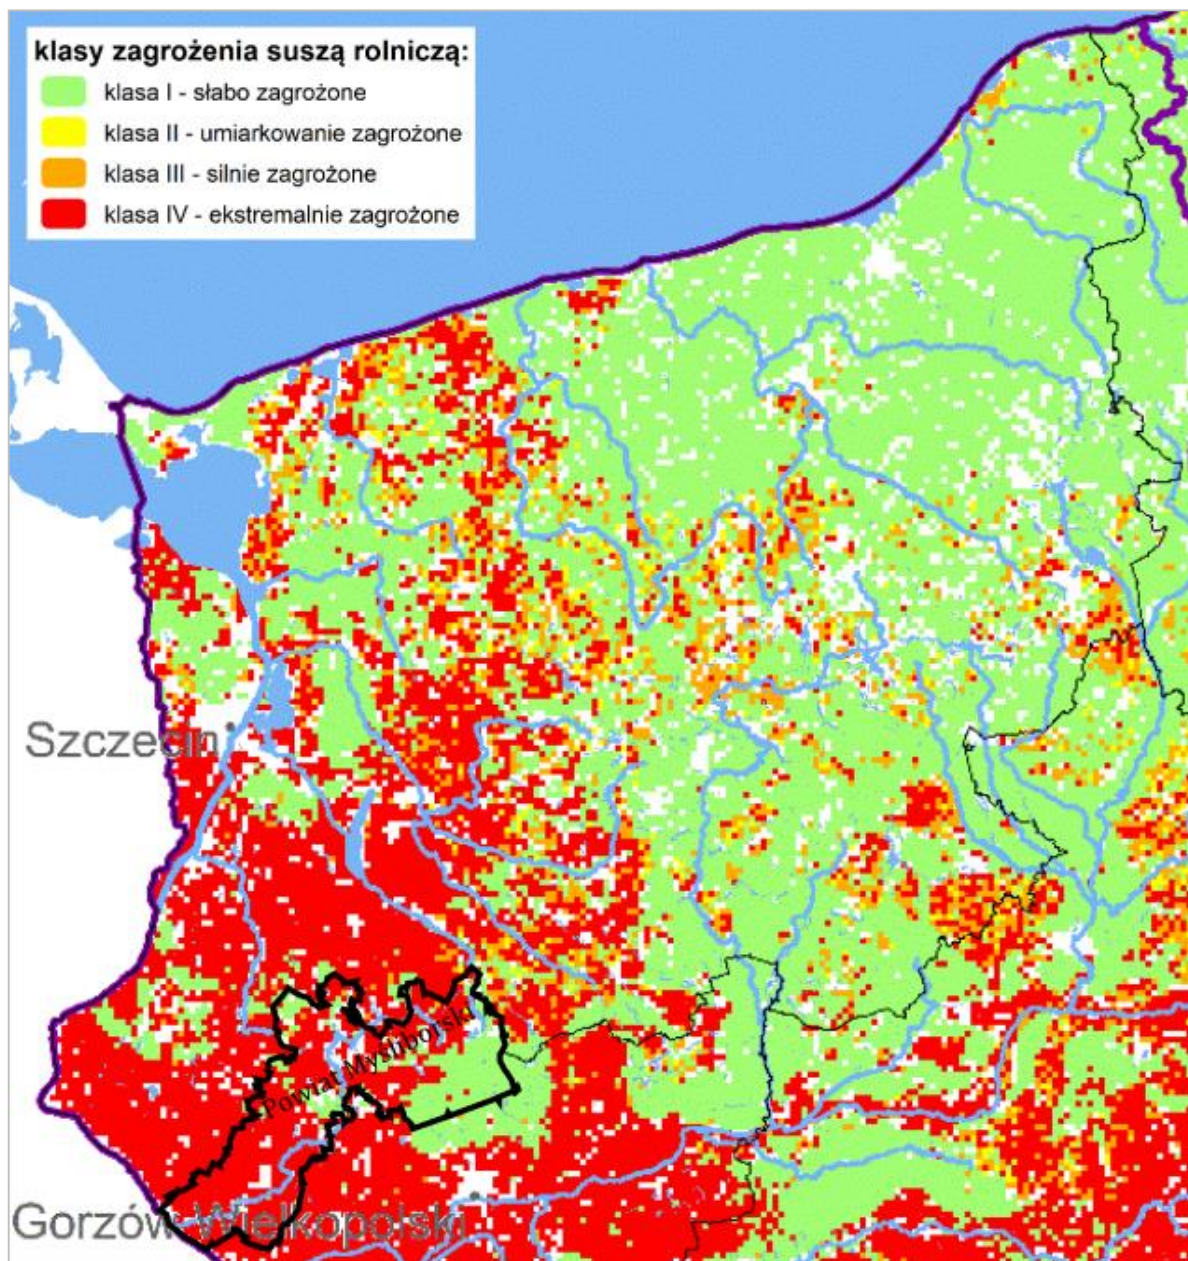 klasy zagrożenia suszą rolniczą:
klasa I - słabo zagrożone
klasa II - umiarkowanie zagrożone
klasa III - silnie zagrożone
klasa IV - ekstremalnie zagrożone
Szczecin
Powiat Myśliborski
Gorzów Wielkopolski